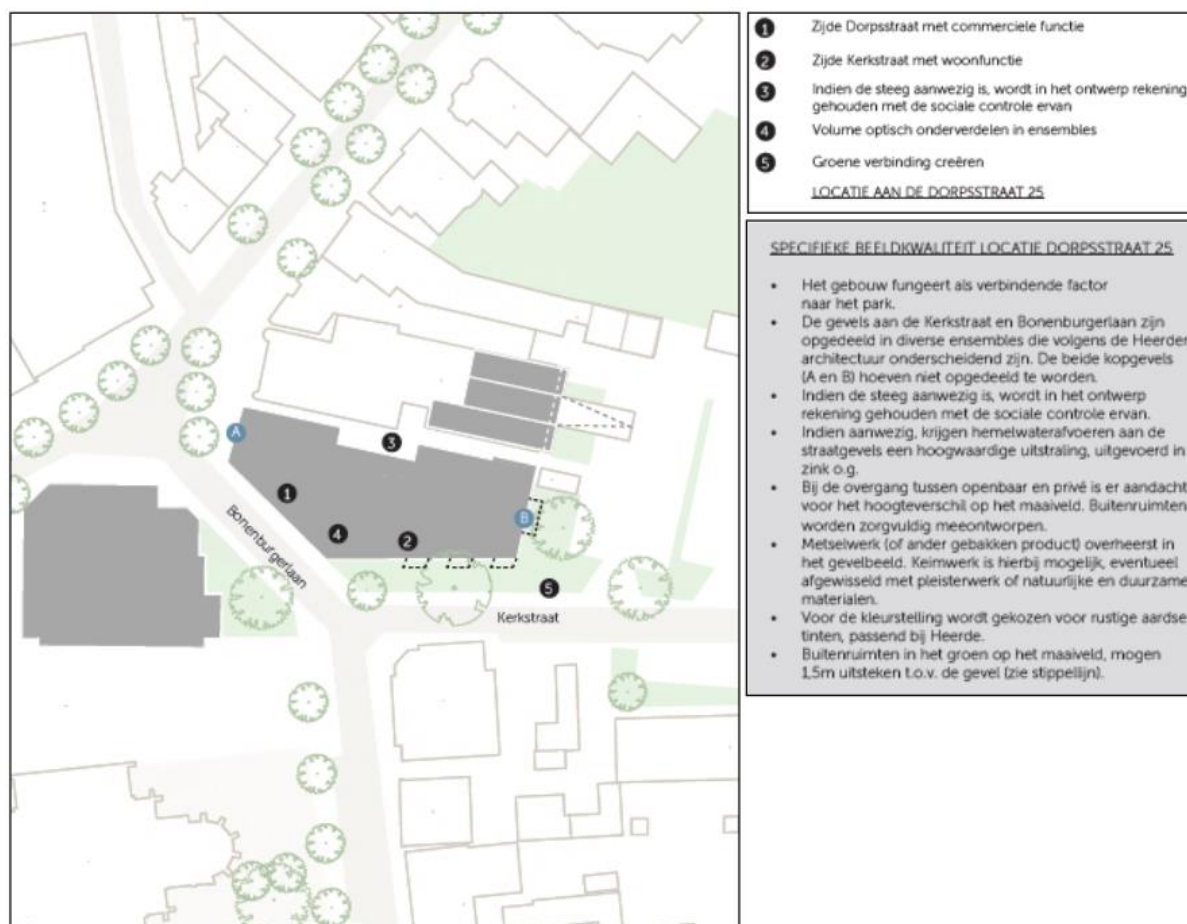 A
3
1
B
4
2
5
Bonenburgerlaan
Kerkstraat
1 Zijde Dorpsstraat met commerciele functie
2 Zijde Kerkstraat met woonfunctie
3 Indien de steeg aanwezig is, wordt in het ontwerp rekening
gehouden met de sociale controle ervan
4 Volume optisch onderverdelen in ensembles
5 Groene verbinding creëren
LOCATIE AAN DE DORPSSTRAAT 25
SPECIFIEKE BEELDKWALITEIT LOCATIE DORPSSTRAAT 25
• Het gebouw fungeert als verbindende factor
naar het park.
• De gevels aan de Kerkstraat en Bonenburgerlaan zijn
opgedeeld in diverse ensembles die volgens de Heerder
architectuur onderscheidend zijn. De beide kopgevels
(A en B) hoeven niet opgedeeld te worden.
• Indien de steeg aanwezig is, wordt in het ontwerp
rekening gehouden met de sociale controle ervan.
• Indien aanwezig, krijgen hemelwaterafvoeren aan de
straatgevels een hoogwaardige uitstraling, uitgevoerd in
zink o.g.
• Bij de overgang tussen openbaar en privé is er aandacht
voor het hoogteverschil op het maaiveld. Buitenruimten
worden zorgvuldig meeontworpen.
• Metselwerk (of ander gebakken product) overheerst in
het gevelbeeld. Keimwerk is hierbij mogelijk, eventueel
afgewisseld met pleisterwerk of natuurlijke en duurzame
materialen.
• Voor de kleurstelling wordt gekozen voor rustige aardse
tinten, passend bij Heerde.
• Buitenruimten in het groen op het maaiveld, mogen
1,5m uitsteken t.o.v. de gevel (zie stippellijn).